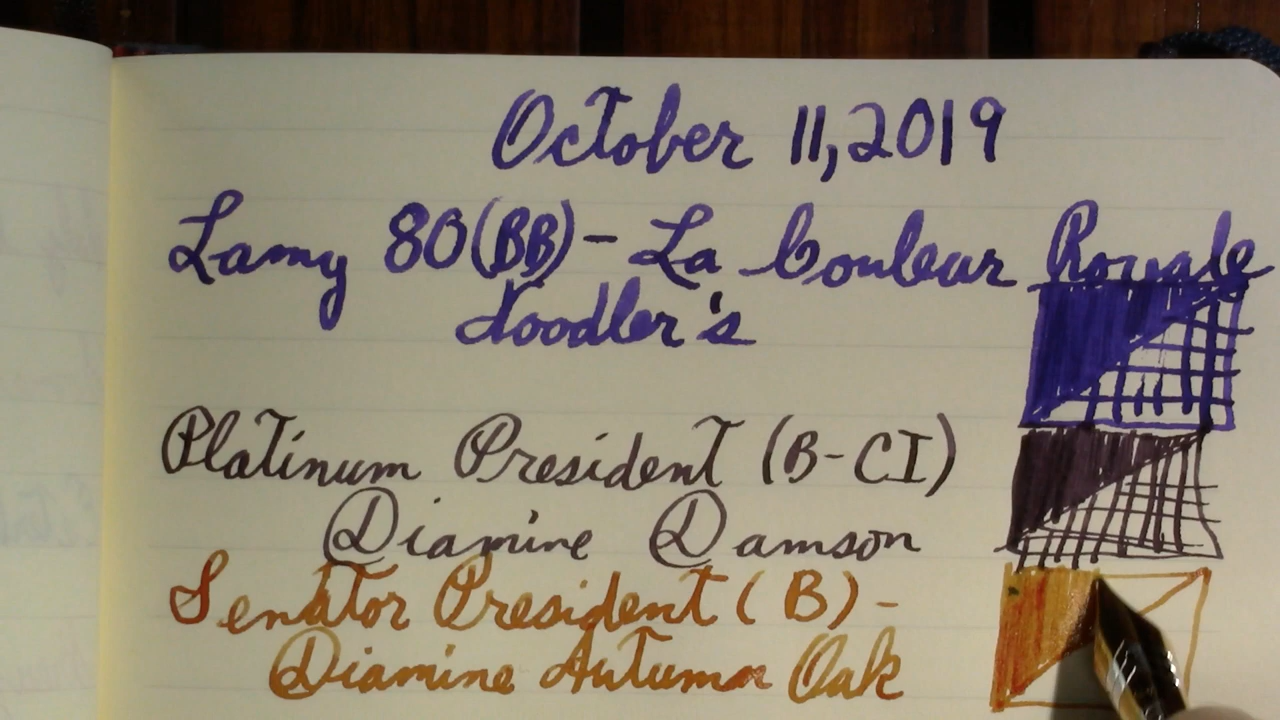 October 11, 2019
Lamy 80 (BB) - La Couleur Royale
Noodler's
Platinum President (B-CI)
Diamine Damson
Senator President (B) -
Diamine Autumn Oak